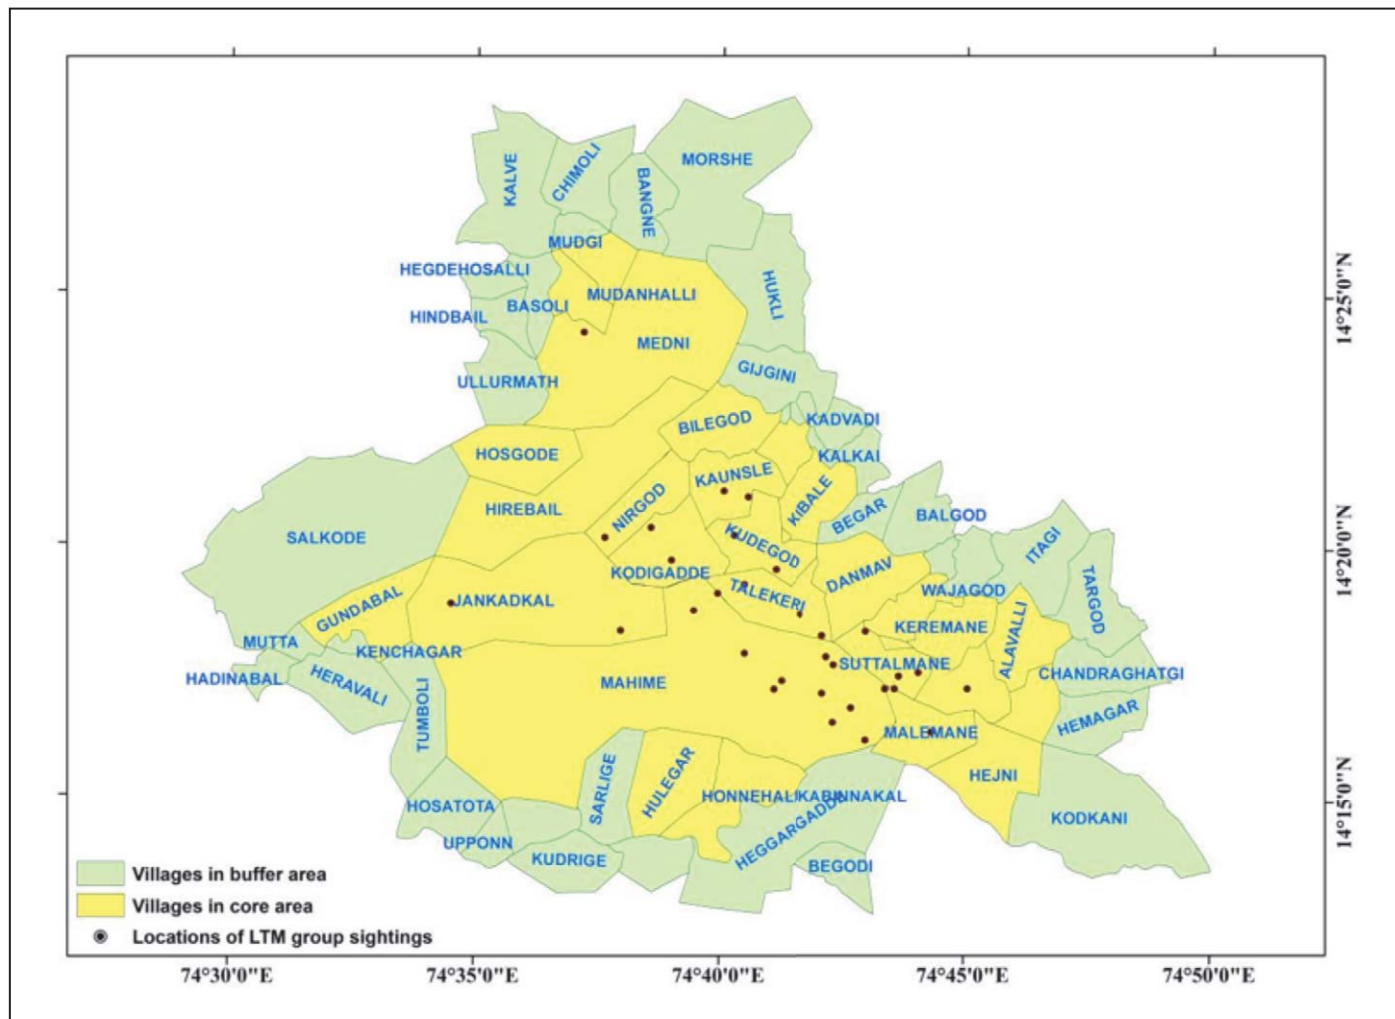 MORSHE
KALVE
CHIMOLI
BANGNE
MUDGI
HEGDEHOSALLI
HUKLI
MUDANHALLI
BASOLI
HINDBAIL
MEDNI
GIJGINI
ULLURMATH
BILEGOD
KADVADI
HOSGODE
KALKAI
KAUNSLE
KIBALE
NIRGOD
HIREBAIL
BEGAR
BALGOD
SALKODE
KUDEGOD
ITAGI
KODIGADDE
DANMAV
TARGOD
GUNDABAL
JANKADKAL
TALEKERI
WAJAGOD
KEREMANE
ALAVALLI
MUTTA
KENCHAGAR
SUTTALMANE
CHANDRAGHATGI
HADINABAL
HERAVALI
MAHIME
TUMBOLI
HEMAGAR
MALEMANE
HEJNI
SARLIGE
HULEGAR
HONNEHALI
KABINNAKAL
HOSATOTA
KODKANI
HEGGARGADDE
UPPONN
KUDRIGE
BEGODI
14°25'0"N
14°20'0"N
14°15'0"N
Villages in buffer area
Villages in core area
Locations of LTM group sightings
74°30'0"E 74°35'0"E 74°40'0"E 74°45'0"E 74°50'0"E